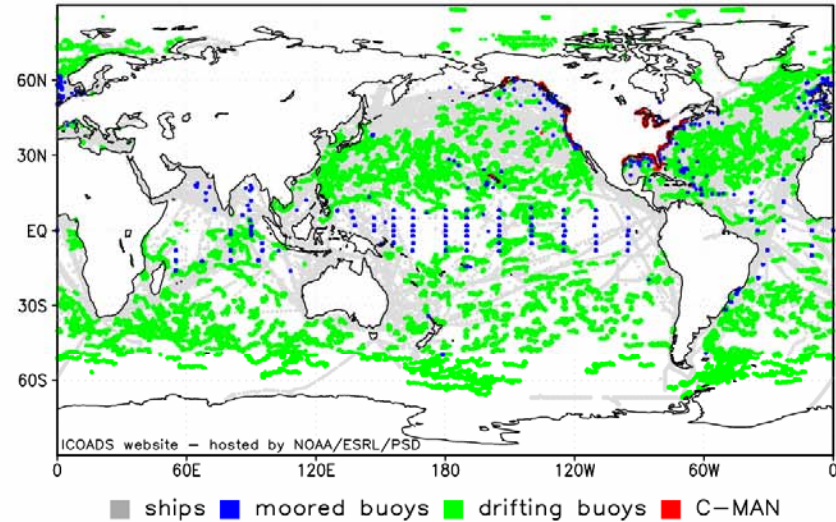 60N
30N
EQ
30S
60S
ICOADS website – hosted by NOAA/ESRL/PSD
0 60E 120E 180 120W 60W 0
ships moored buoys drifting buoys C-MAN